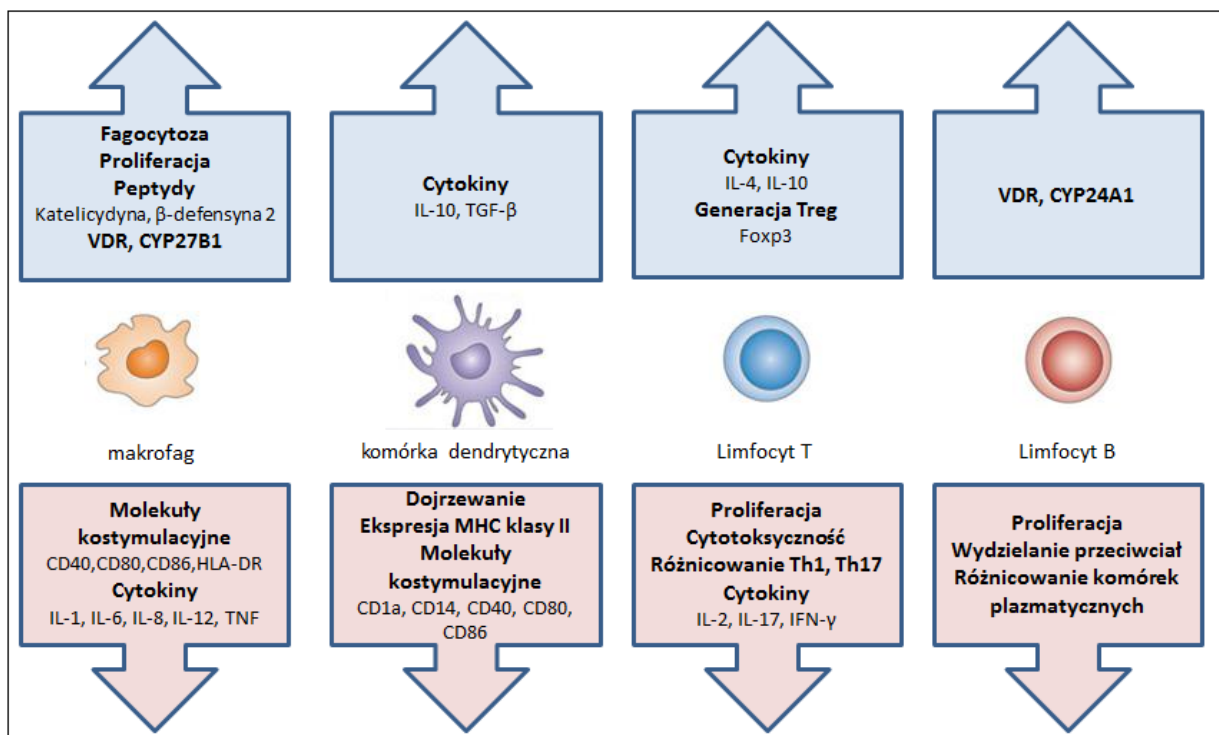 Fagocytoza
Proliferacja
Peptydy
Katelicydyna, β-defensyna 2
VDR, CYP27B1
Cytokiny
IL-10, TGF-β
Cytokiny
IL-4, IL-10
Generacja Treg
Foxp3
VDR, CYP24A1
makrofag
komórka dendrytyczna
Limfocyt T
Limfocyt B
Molekuły
kostymulacyjne
CD40,CD80,CD86,HLA-DR
Cytokiny
IL-1, IL-6, IL-8, IL-12, TNF
Dojrzewanie
Ekspresja MHC klasy II
Molekuły
kostymulacyjne
CD1a, CD14, CD40, CD80,
CD86
Proliferacja
Cytotoksyczność
Różnicowanie Th1, Th17
Cytokiny
IL-2, IL-17, IFN-γ
Proliferacja
Wydzielanie przeciwciał
Różnicowanie komórek
plazmatycznych